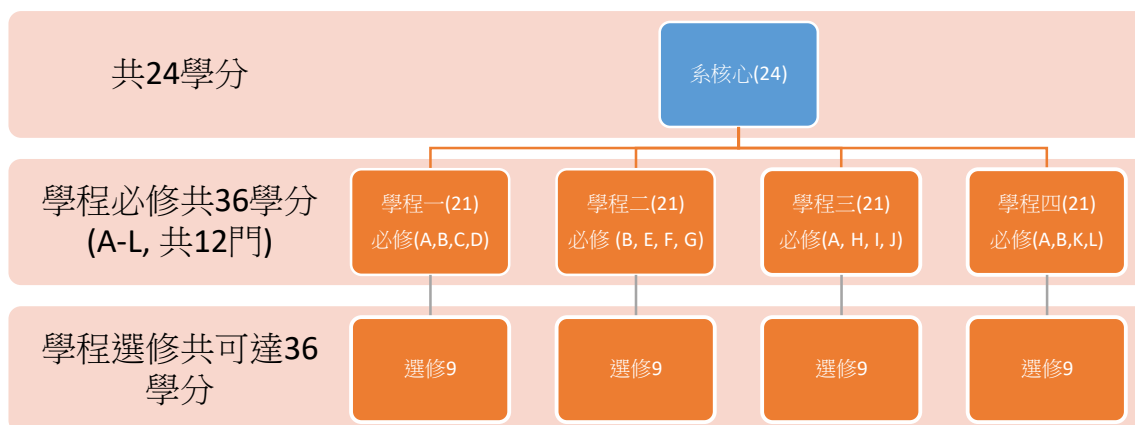 共24學分
系核心(24)
學程必修共36學分
(A-L, 共12門)
學程一(21)
必修(A,B,C,D)
學程二(21)
必修 (B, E, F, G)
學程三(21)
必修(A, H, I, J)
學程四(21)
必修(A,B,K,L)
學程選修共可達36
學分
選修9
選修9
選修9
選修9